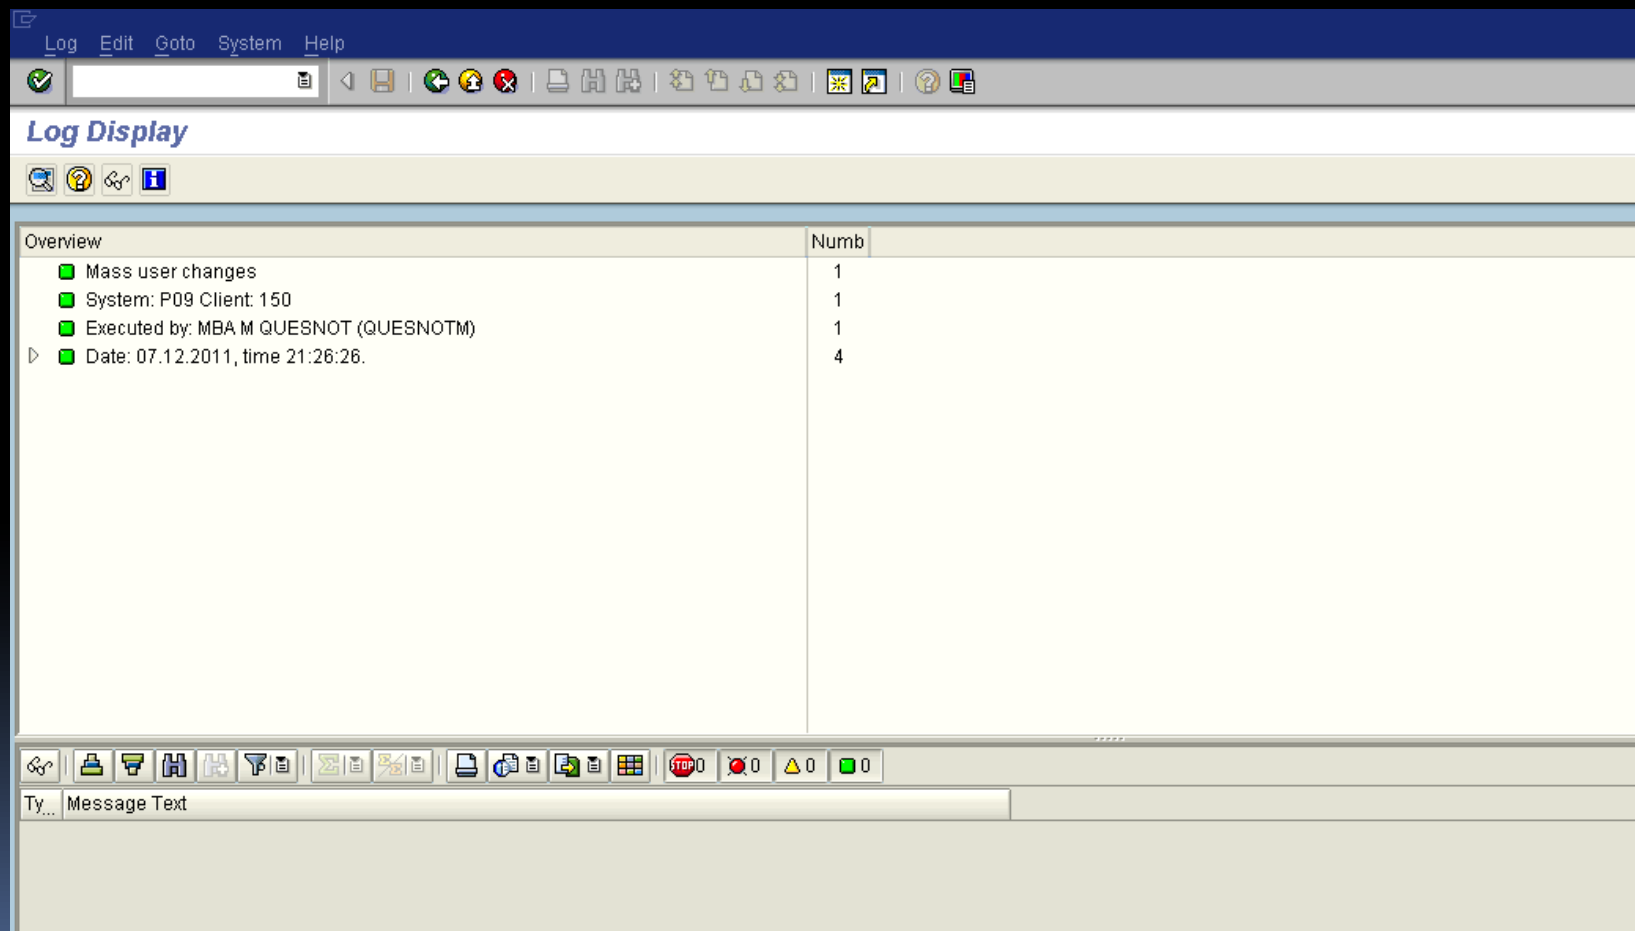 Log Edit Goto System Help
Log Display
Overview Numb
Mass user changes 1
System: P09 Client: 150 1
Executed by: MBA M QUESNOT (QUESNOTM) 1
Date: 07.12.2011, time 21:26:26. 4
STOP 0 0 0 0
Ty... Message Text